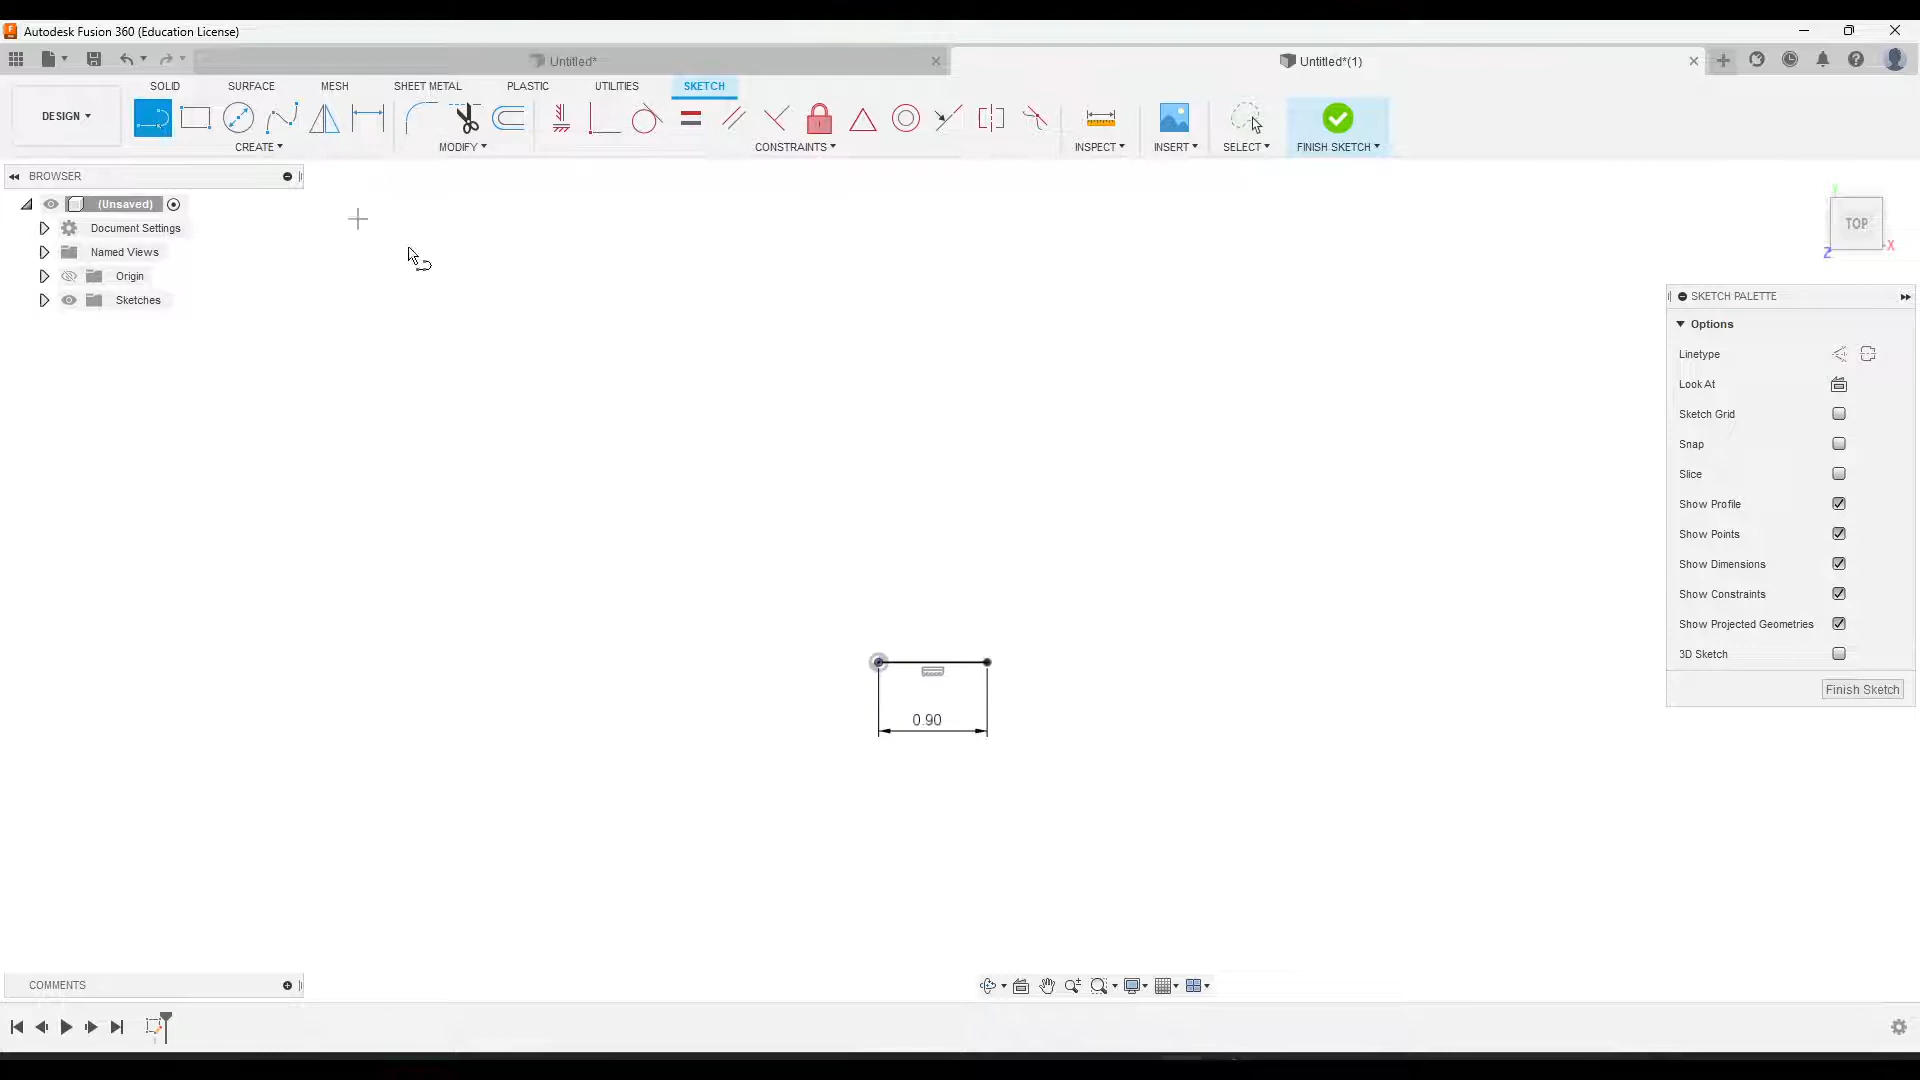 Autodesk Fusion 360 (Education License)
Untitled*
Untitled*(1)
DESIGN
SOLID
SURFACE
MESH
SHEET METAL
PLASTIC
UTILITIES
SKETCH
CREATE
MODIFY
CONSTRAINTS
INSPECT
INSERT
SELECT
FINISH SKETCH
BROWSER
(Unsaved)
Document Settings
Named Views
Origin
Sketches
Y
TOP
X
Z
SKETCH PALETTE
Options
Linetype
Look At
Sketch Grid
Snap
Slice
Show Profile
Show Points
Show Dimensions
Show Constraints
Show Projected Geometries
3D Sketch
Finish Sketch
0.90
COMMENTS